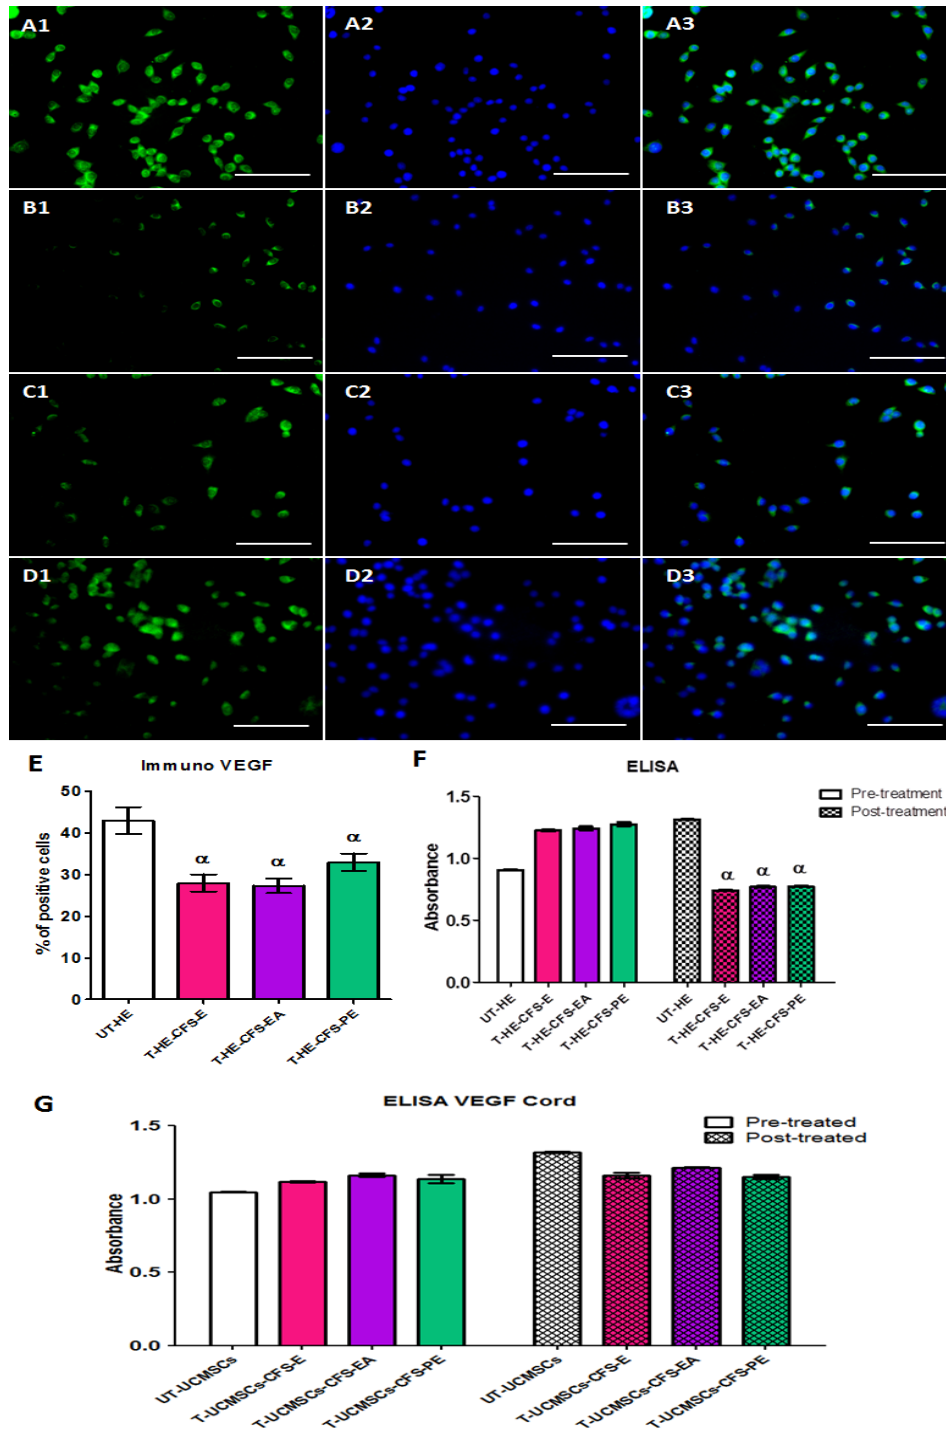 A1 A2 A3
B1 B2 B3
C1 C2 C3
D1 D2 D3
E
Immuno VEGF
50
40
30
20
10
0
% of positive cells
α α α
UT-HE T-HE-CFS-E T-HE-CFS-EA T-HE-CFS-PE
F
ELISA
Pre-treatment
Post-treatment
1.5
1.0
0.5
0.0
Absorbance
α α α
UT-HE T-HE-CFS-E T-HE-CFS-EA T-HE-CFS-PE UT-HE T-HE-CFS-E T-HE-CFS-EA T-HE-CFS-PE
G
ELISA VEGF Cord
Pre-treated
Post-treated
1.5
1.0
0.5
0.0
Absorbance
UT-UCMSCs T-UCMSCs-CFS-E T-UCMSCs-CFS-EA T-UCMSCs-CFS-PE UT-UCMSCs T-UCMSCs-CFS-E T-UCMSCs-CFS-EA T-UCMSCs-CFS-PE